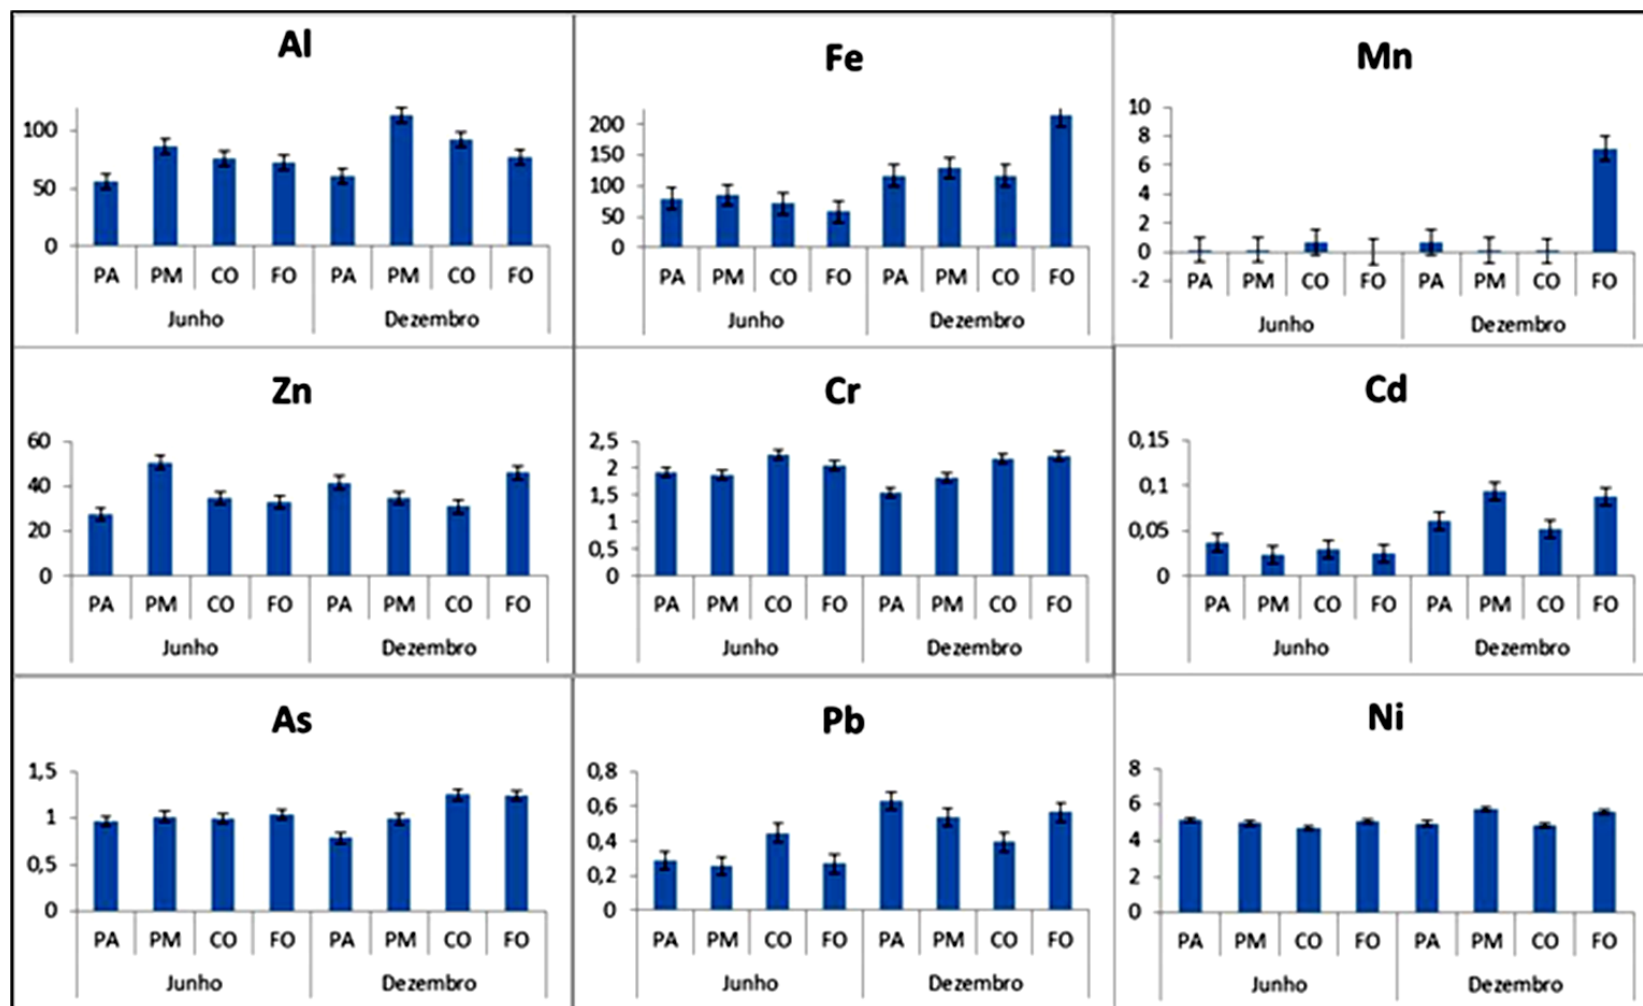 Al
100
50
0
PA PM CO FO PA PM CO FO
Junho Dezembro
Fe
200
150
100
50
0
PA PM CO FO PA PM CO FO
Junho Dezembro
Mn
10
8
6
4
2
0
-2
PA PM CO FO PA PM CO FO
Junho Dezembro
Zn
60
40
20
0
PA PM CO FO PA PM CO FO
Junho Dezembro
Cr
2,5
2
1,5
1
0,5
0
PA PM CO FO PA PM CO FO
Junho Dezembro
Cd
0,15
0,1
0,05
0
PA PM CO FO PA PM CO FO
Junho Dezembro
As
1,5
1
0,5
0
PA PM CO FO PA PM CO FO
Junho Dezembro
Pb
0,8
0,6
0,4
0,2
0
PA PM CO FO PA PM CO FO
Junho Dezembro
Ni
8
6
4
2
0
PA PM CO FO PA PM CO FO
Junho Dezembro